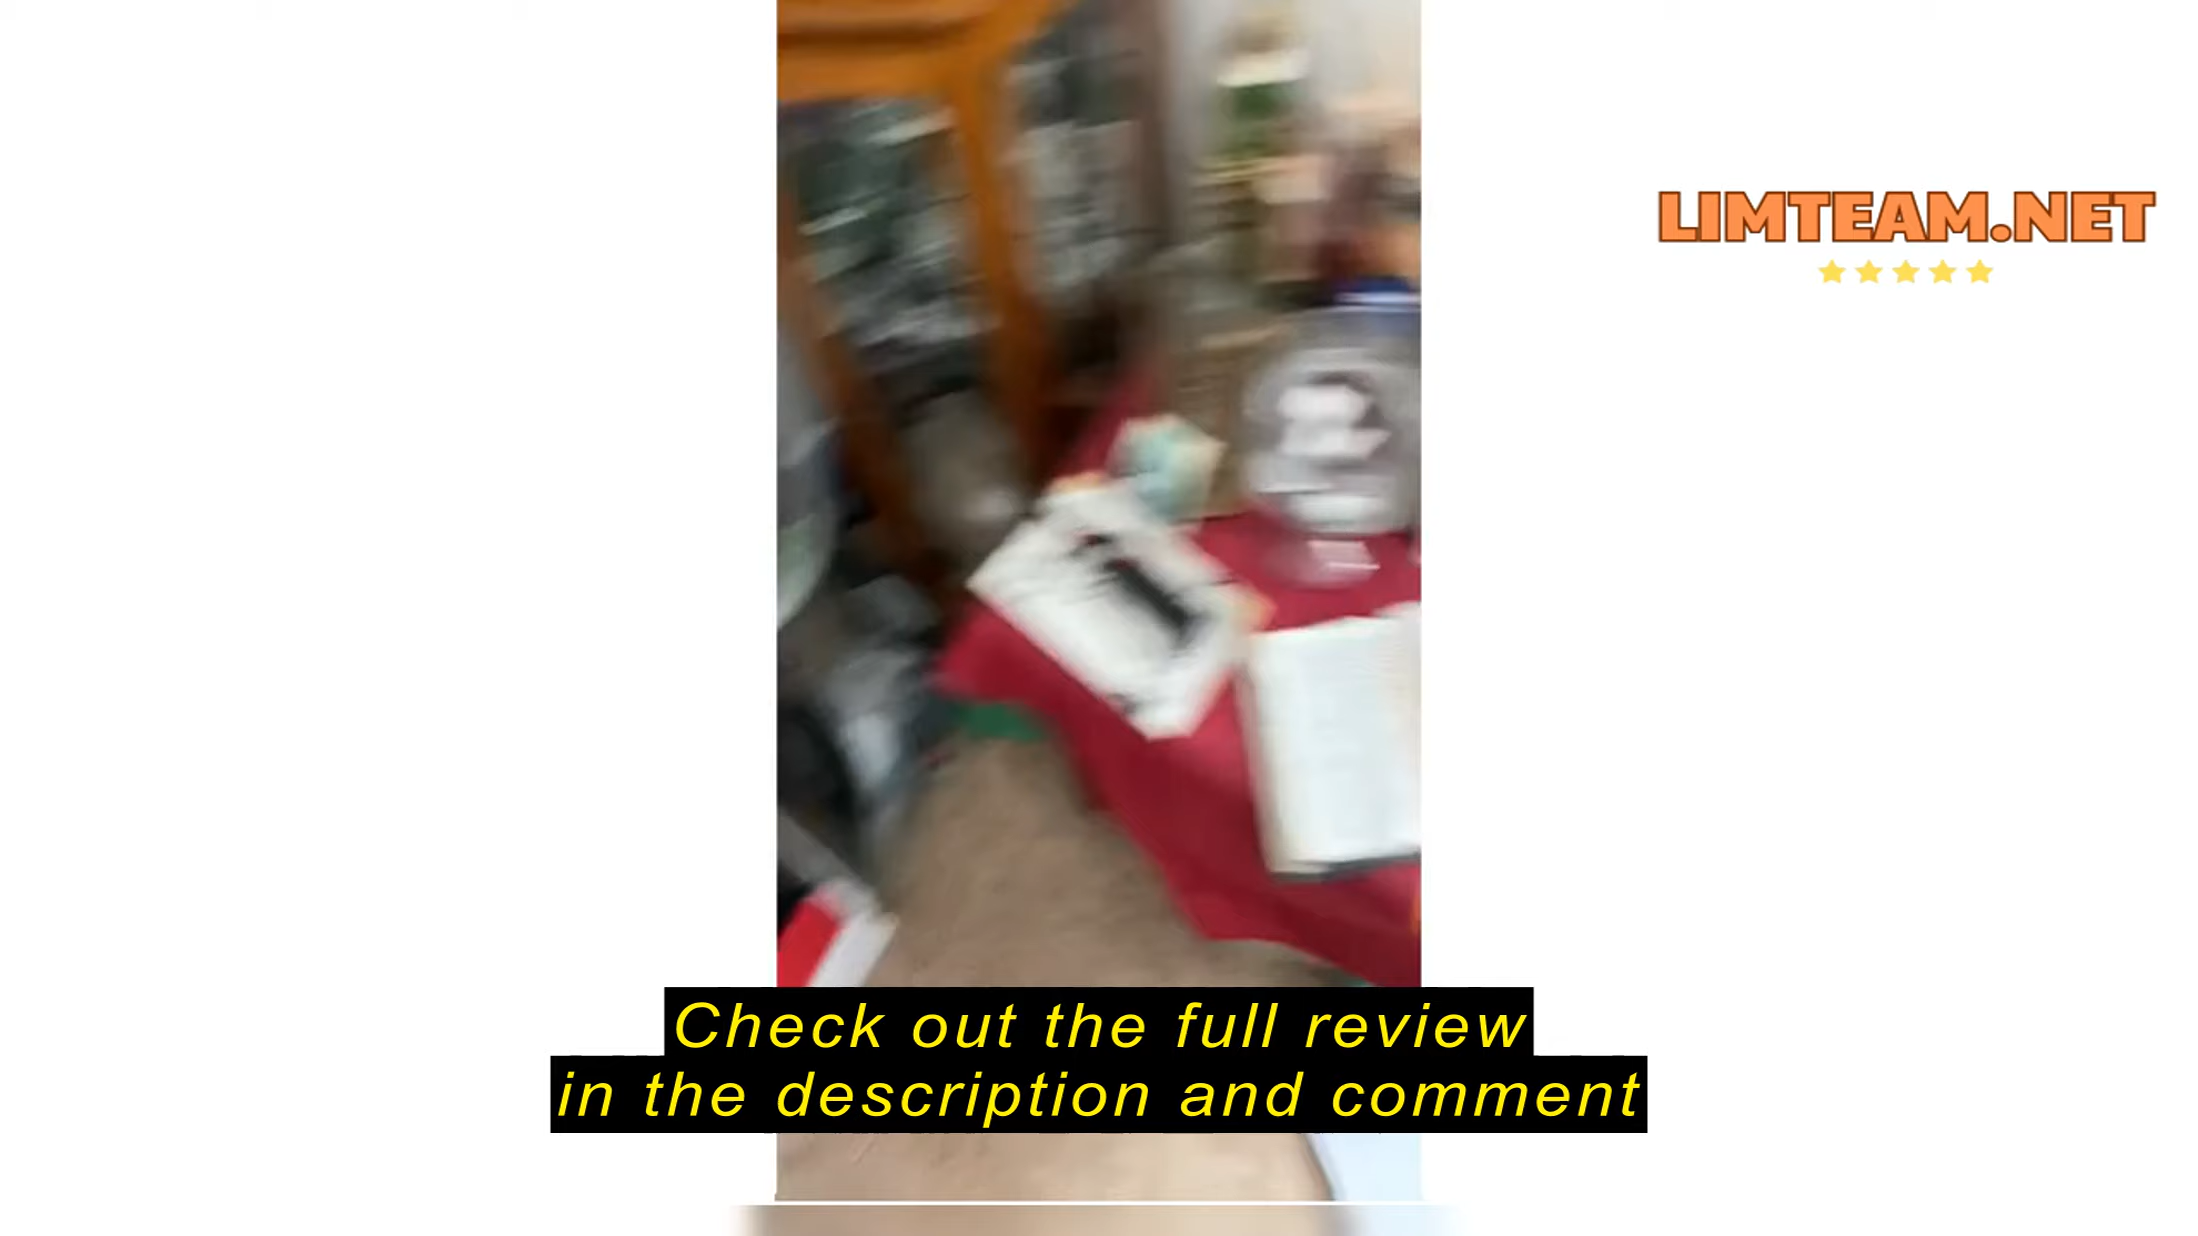 LIMTEAM.NET
Check out the full review
in the description and comment